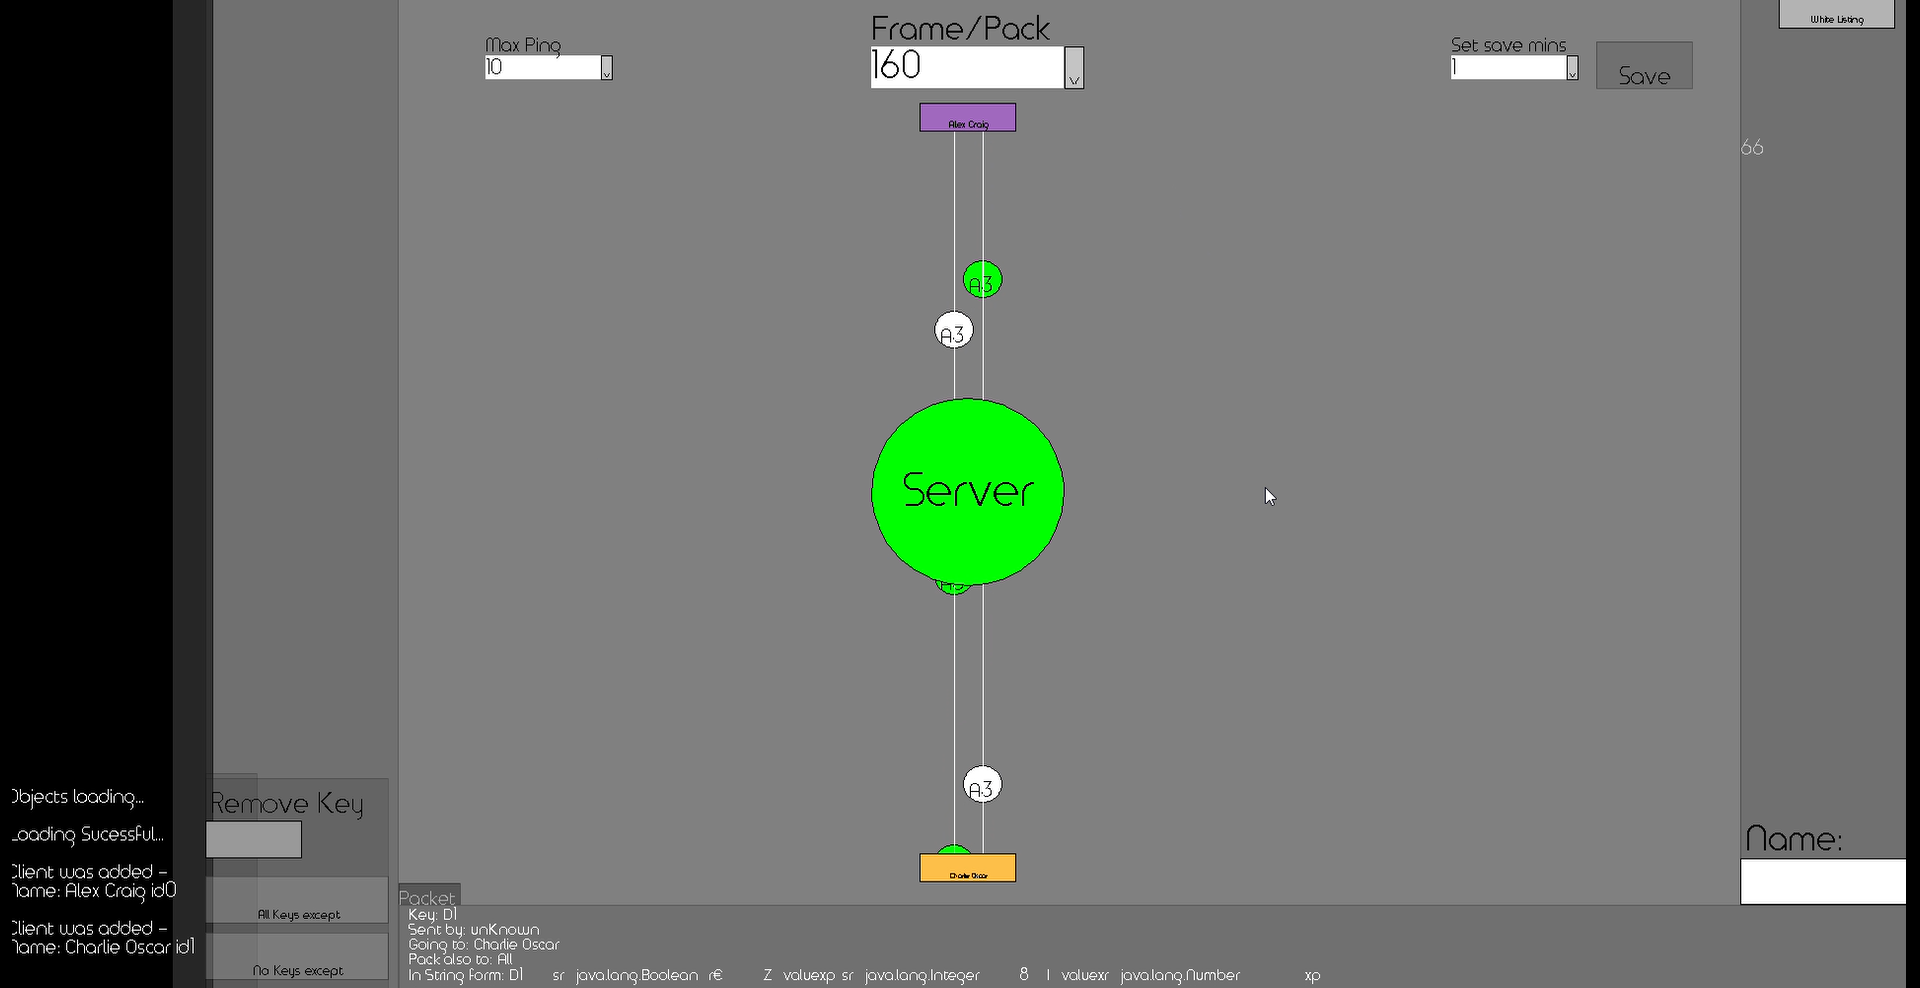 White Listing
Frame/Pack
160
v
Max Ping
10
v
Set save mins
1
v
Save
Alex Craig
66
A3
A3
Server
A3
Objects loading...
Loading Sucessful...
Client was added -
Name: Alex Craig id0
Client was added -
Name: Charlie Oscar id1
Remove Key
All Keys except
No Keys except
Charlie Oscar
Name:
Packet
Key: D1
Sent by: unKnown
Going to: Charlie Oscar
Pack also to: All
In String form: D1 sr java.lang.Boolean r€ Z valuexp sr java.lang.Integer 8 I valuexr java.lang.Number xp